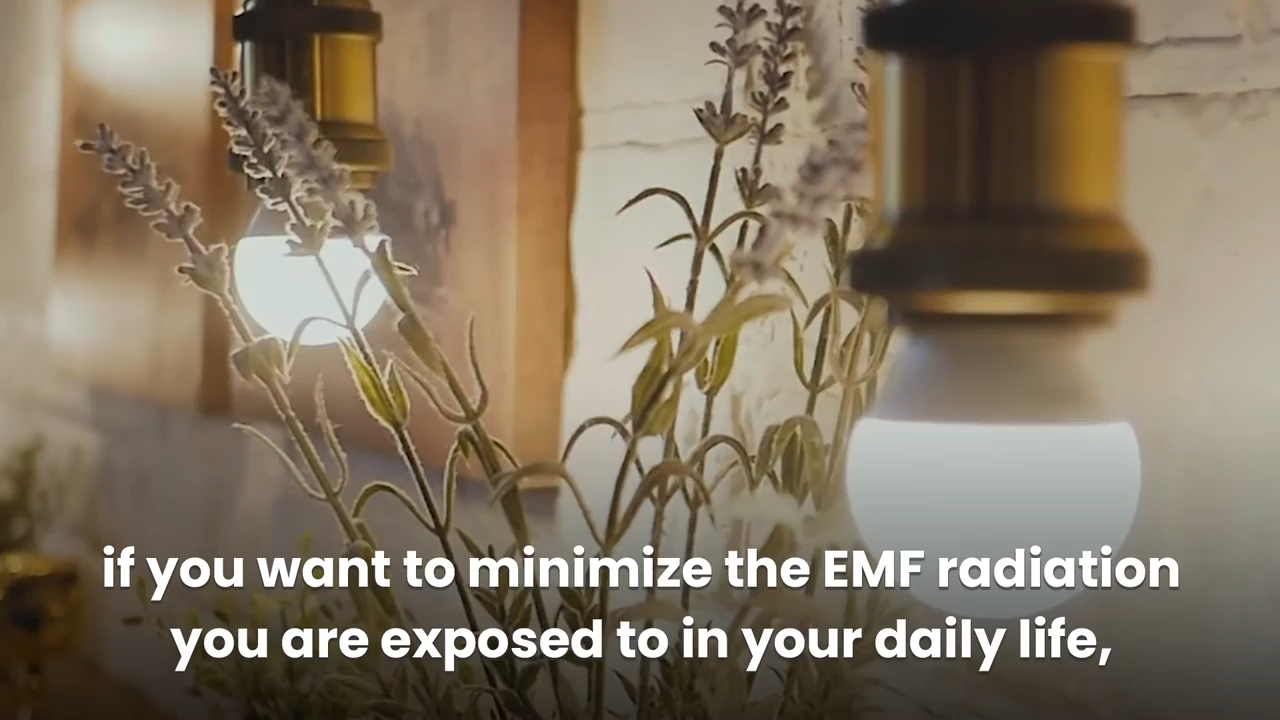 if you want to minimize the EMF radiation
you are exposed to in your daily life,